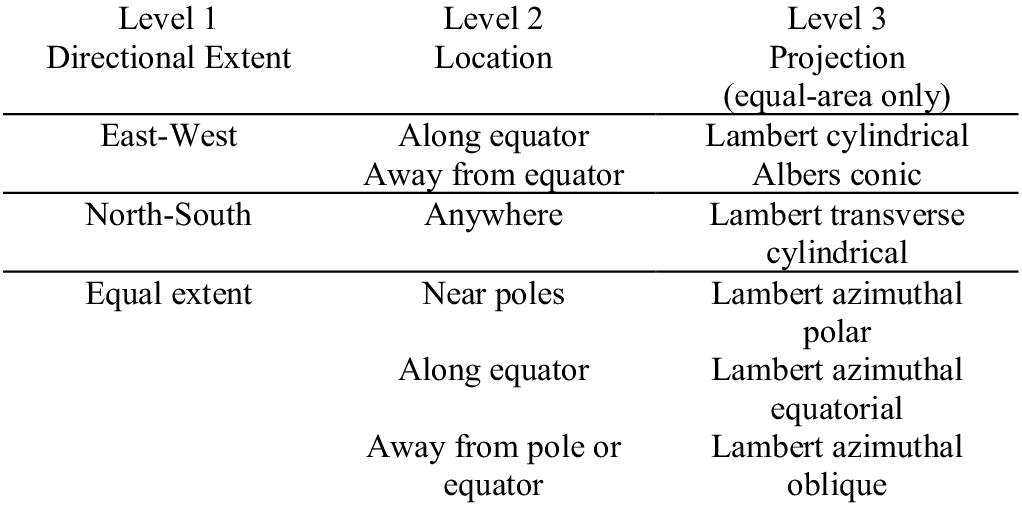 Level 1 Level 2 Level 3
Directional Extent Location Projection
(equal-area only)
East-West Along equator Lambert cylindrical
Away from equator Albers conic
North-South Anywhere Lambert transverse
cylindrical
Equal extent Near poles Lambert azimuthal
polar
Along equator Lambert azimuthal
equatorial
Away from pole or Lambert azimuthal
equator oblique